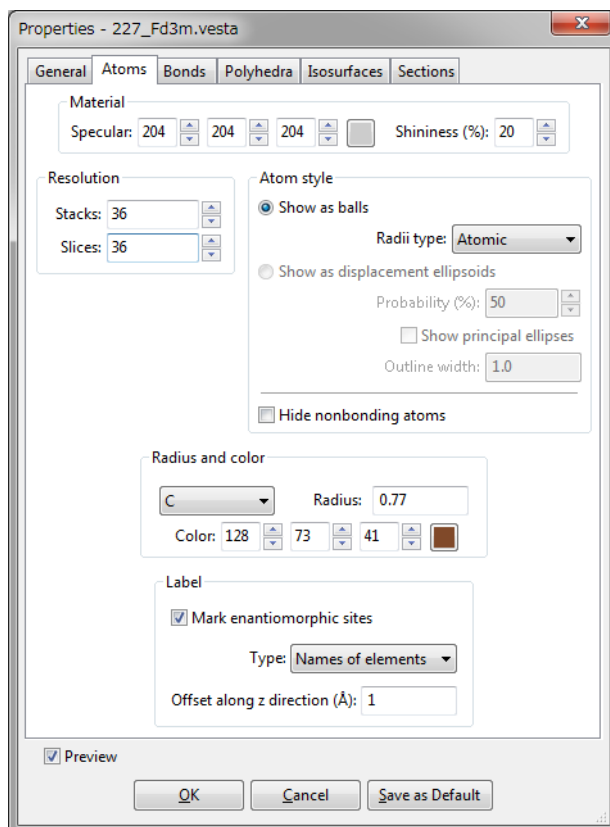 Properties - 227_Fd3m.vesta
General Atoms Bonds Polyhedra Isosurfaces Sections
Material
Specular: 204 204 204 Shininess (%): 20
Resolution
Stacks: 36
Slices: 36
Atom style
Show as balls
Radii type: Atomic
Show as displacement ellipsoids
Probability (%): 50
Show principal ellipses
Outline width: 1.0
Hide nonbonding atoms
Radius and color
C Radius: 0.77
Color: 128 73 41
Label
Mark enantiomorphic sites
Type: Names of elements
Offset along z direction (Å): 1
Preview
OK Cancel Save as Default